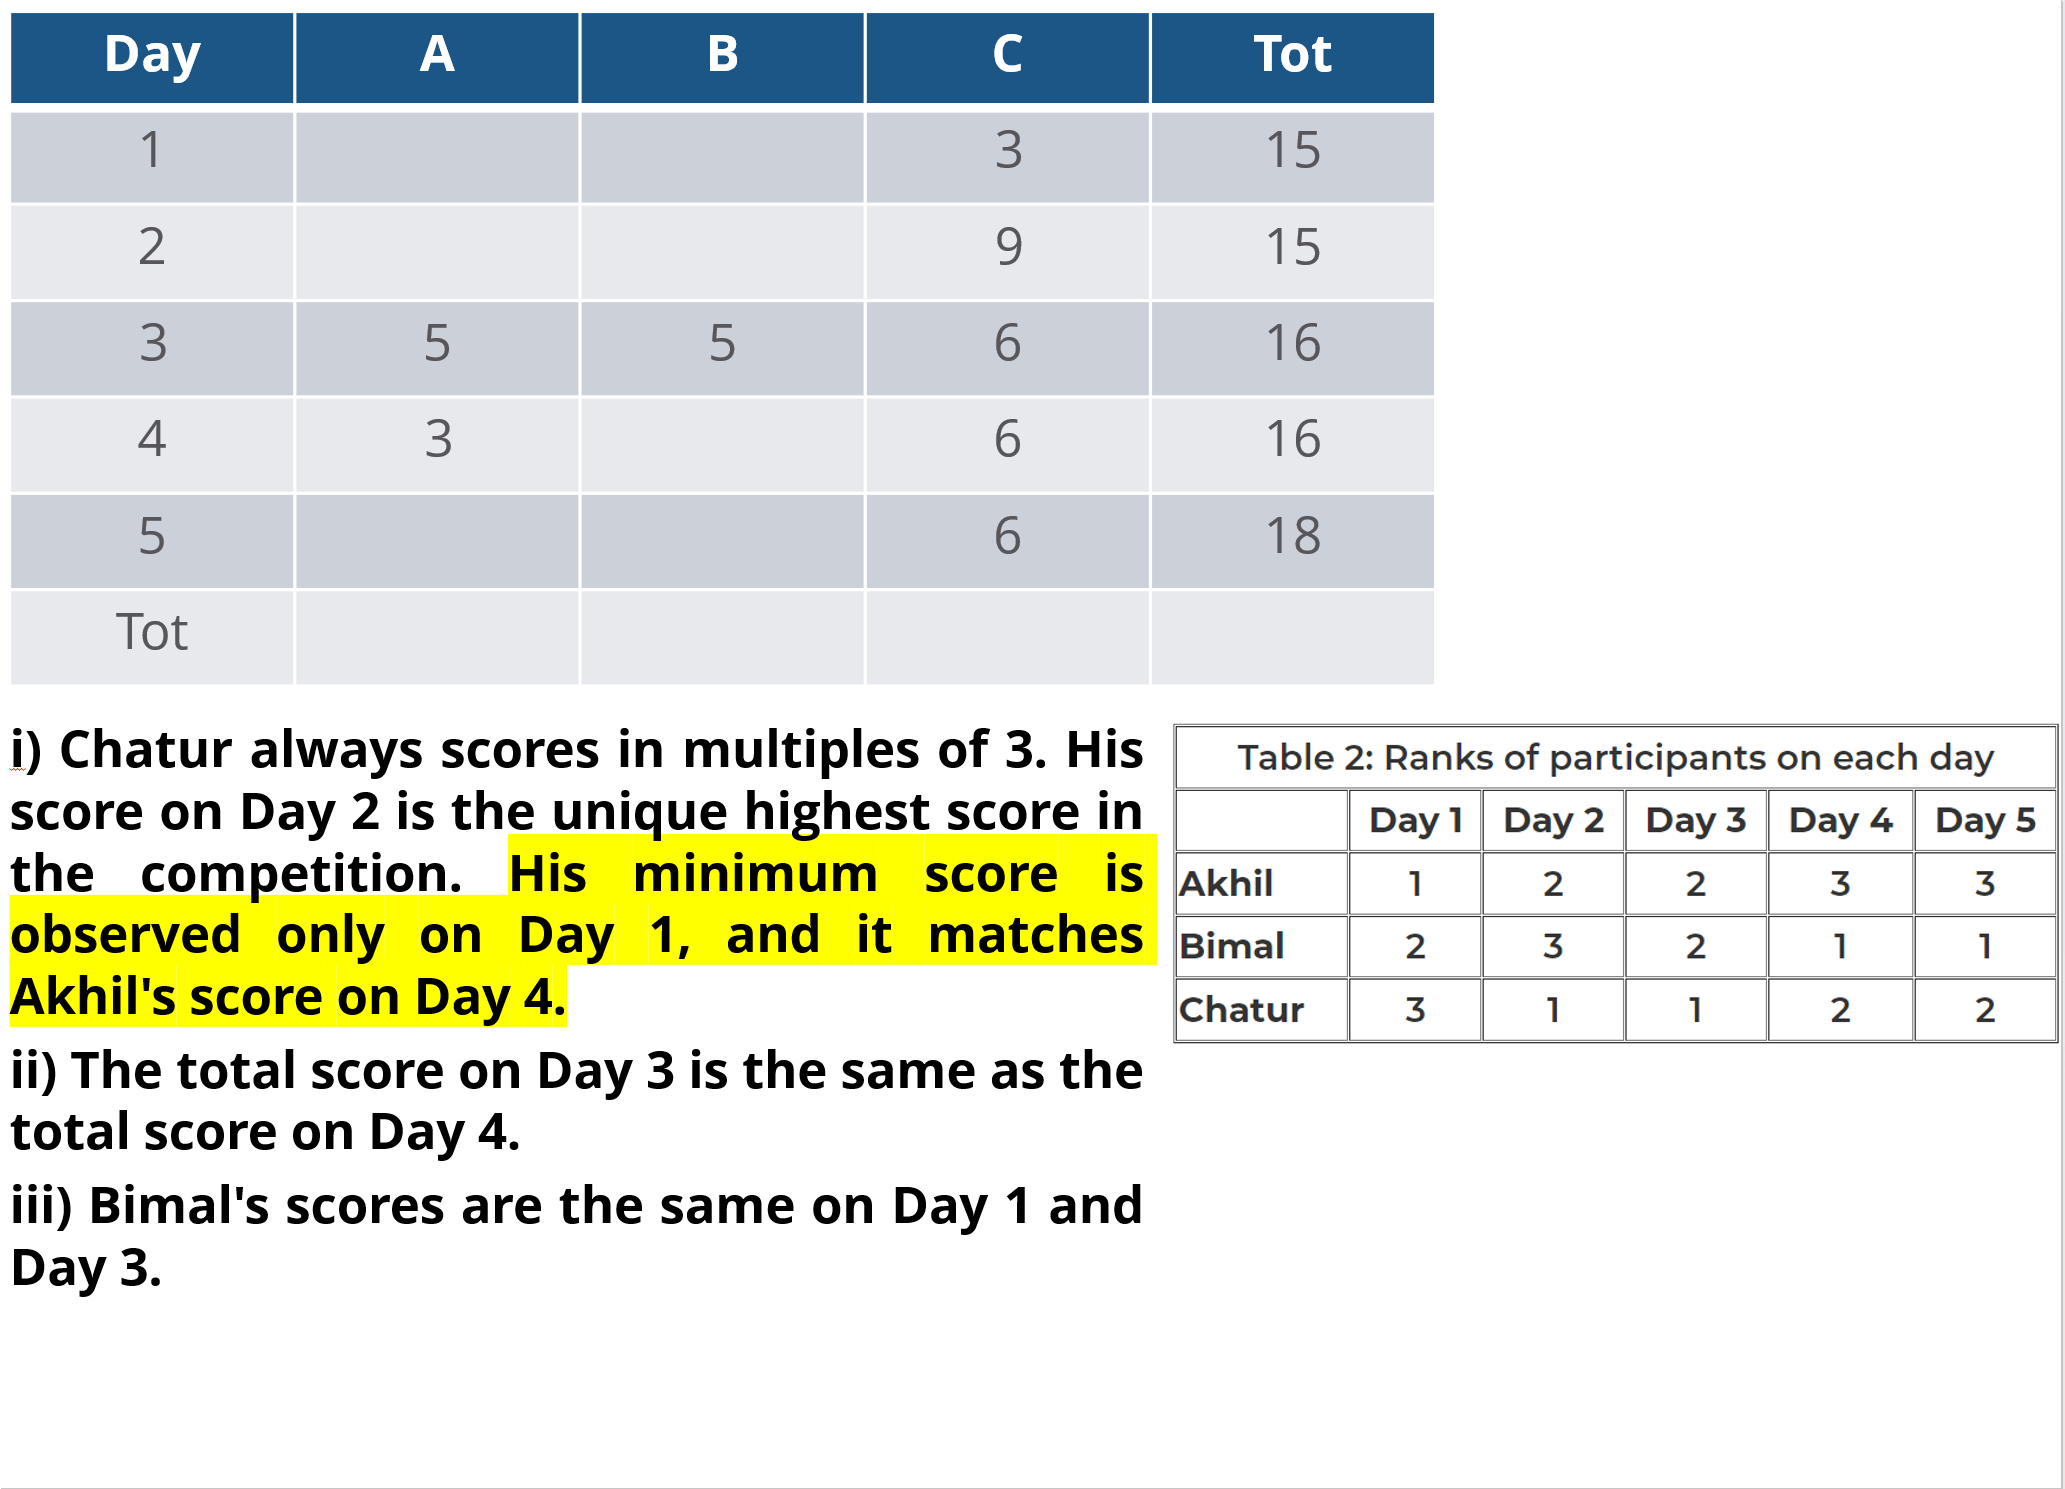 Day A B C Tot
1 3 15
2 9 15
3 5 5 6 16
4 3 6 16
5 6 18
Tot
i) Chatur always scores in multiples of 3. His
score on Day 2 is the unique highest score in
the competition. His minimum score is
observed only on Day 1, and it matches
Akhil's score on Day 4.
ii) The total score on Day 3 is the same as the
total score on Day 4.
iii) Bimal's scores are the same on Day 1 and
Day 3.
Table 2: Ranks of participants on each day
Day 1 Day 2 Day 3 Day 4 Day 5
Akhil 1 2 2 3 3
Bimal 2 3 2 1 1
Chatur 3 1 1 2 2